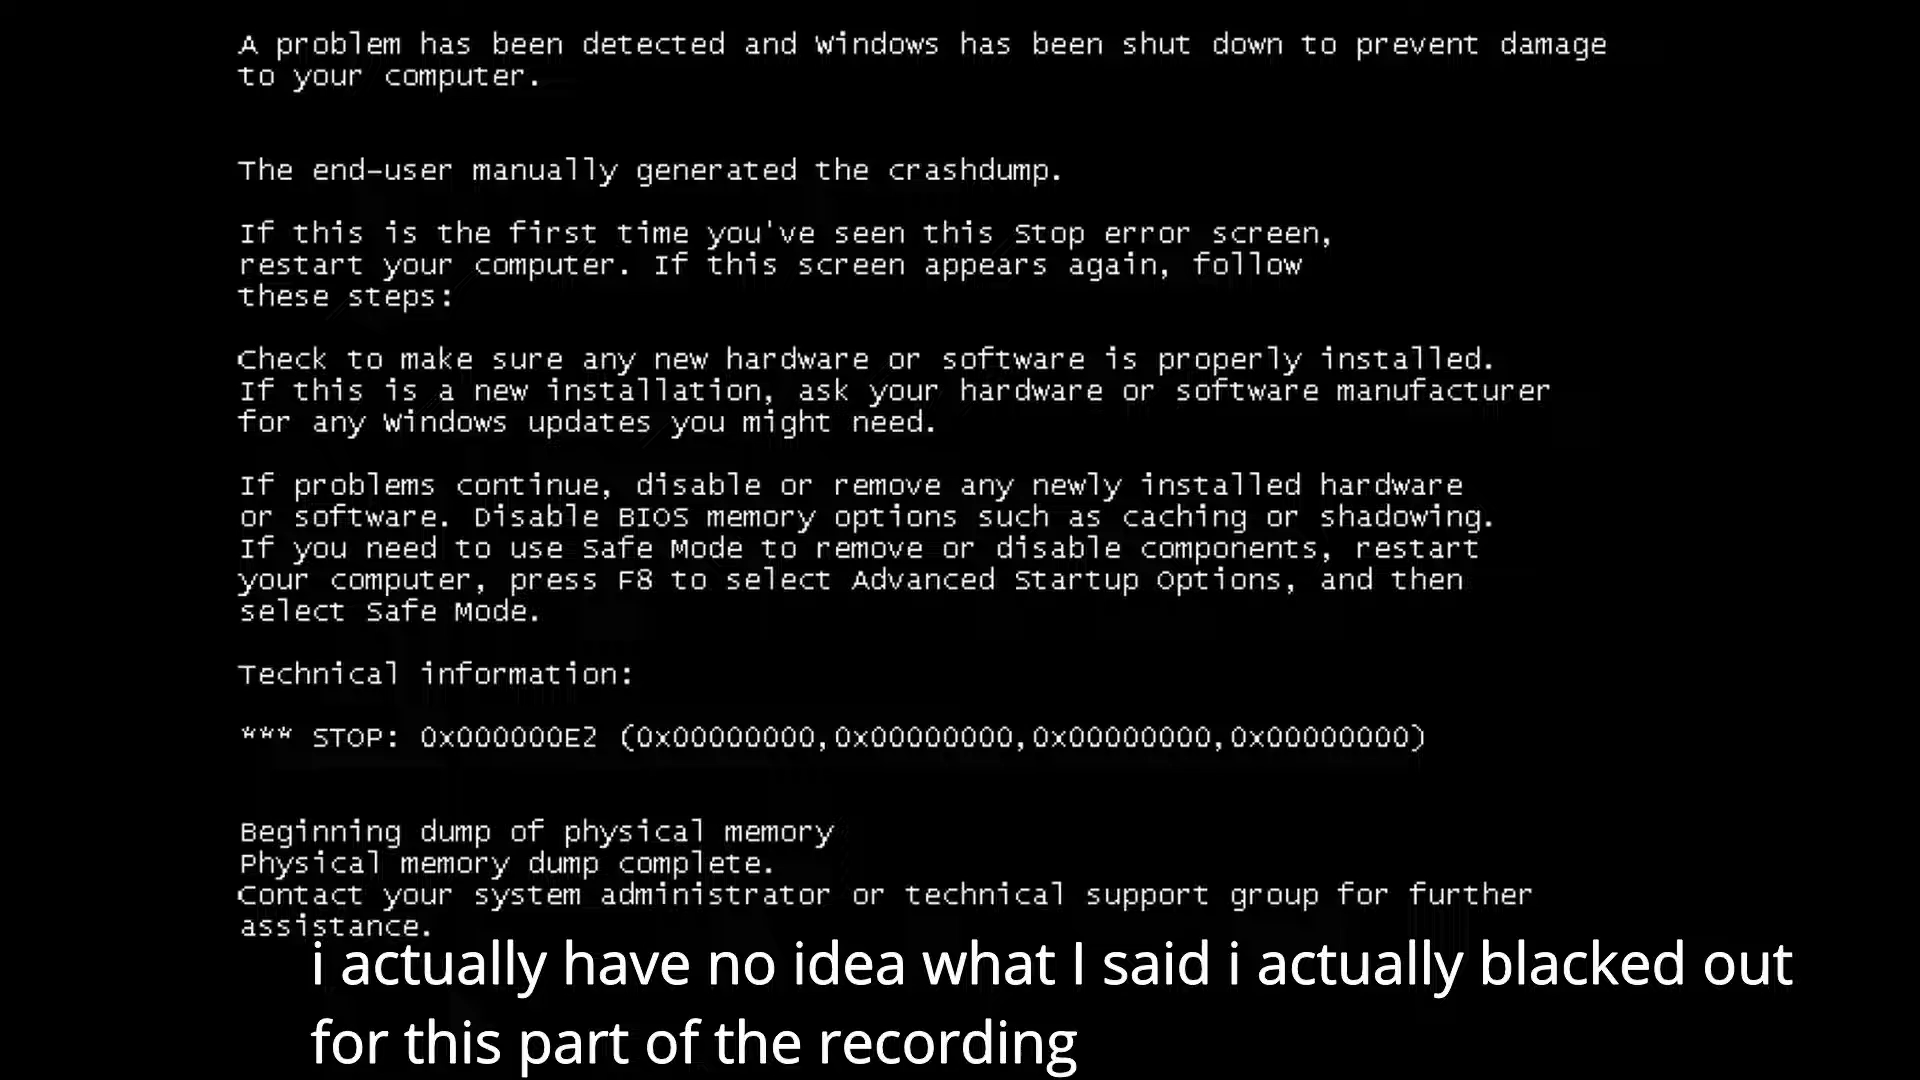 A problem has been detected and Windows has been shut down to prevent damage
to your computer.
The end-user manually generated the crashdump.
If this is the first time you've seen this Stop error screen,
restart your computer. If this screen appears again, follow
these steps:
Check to make sure any new hardware or software is properly installed.
If this is a new installation, ask your hardware or software manufacturer
for any Windows updates you might need.
If problems continue, disable or remove any newly installed hardware
or software. Disable BIOS memory options such as caching or shadowing.
If you need to use Safe Mode to remove or disable components, restart
your computer, press F8 to select Advanced Startup Options, and then
select Safe Mode.
Technical information:
*** STOP: 0x000000E2 (0x00000000,0x00000000,0x00000000,0x00000000)
Beginning dump of physical memory
Physical memory dump complete.
Contact your system administrator or technical support group for further
assistance.
i actually have no idea what I said i actually blacked out
for this part of the recording